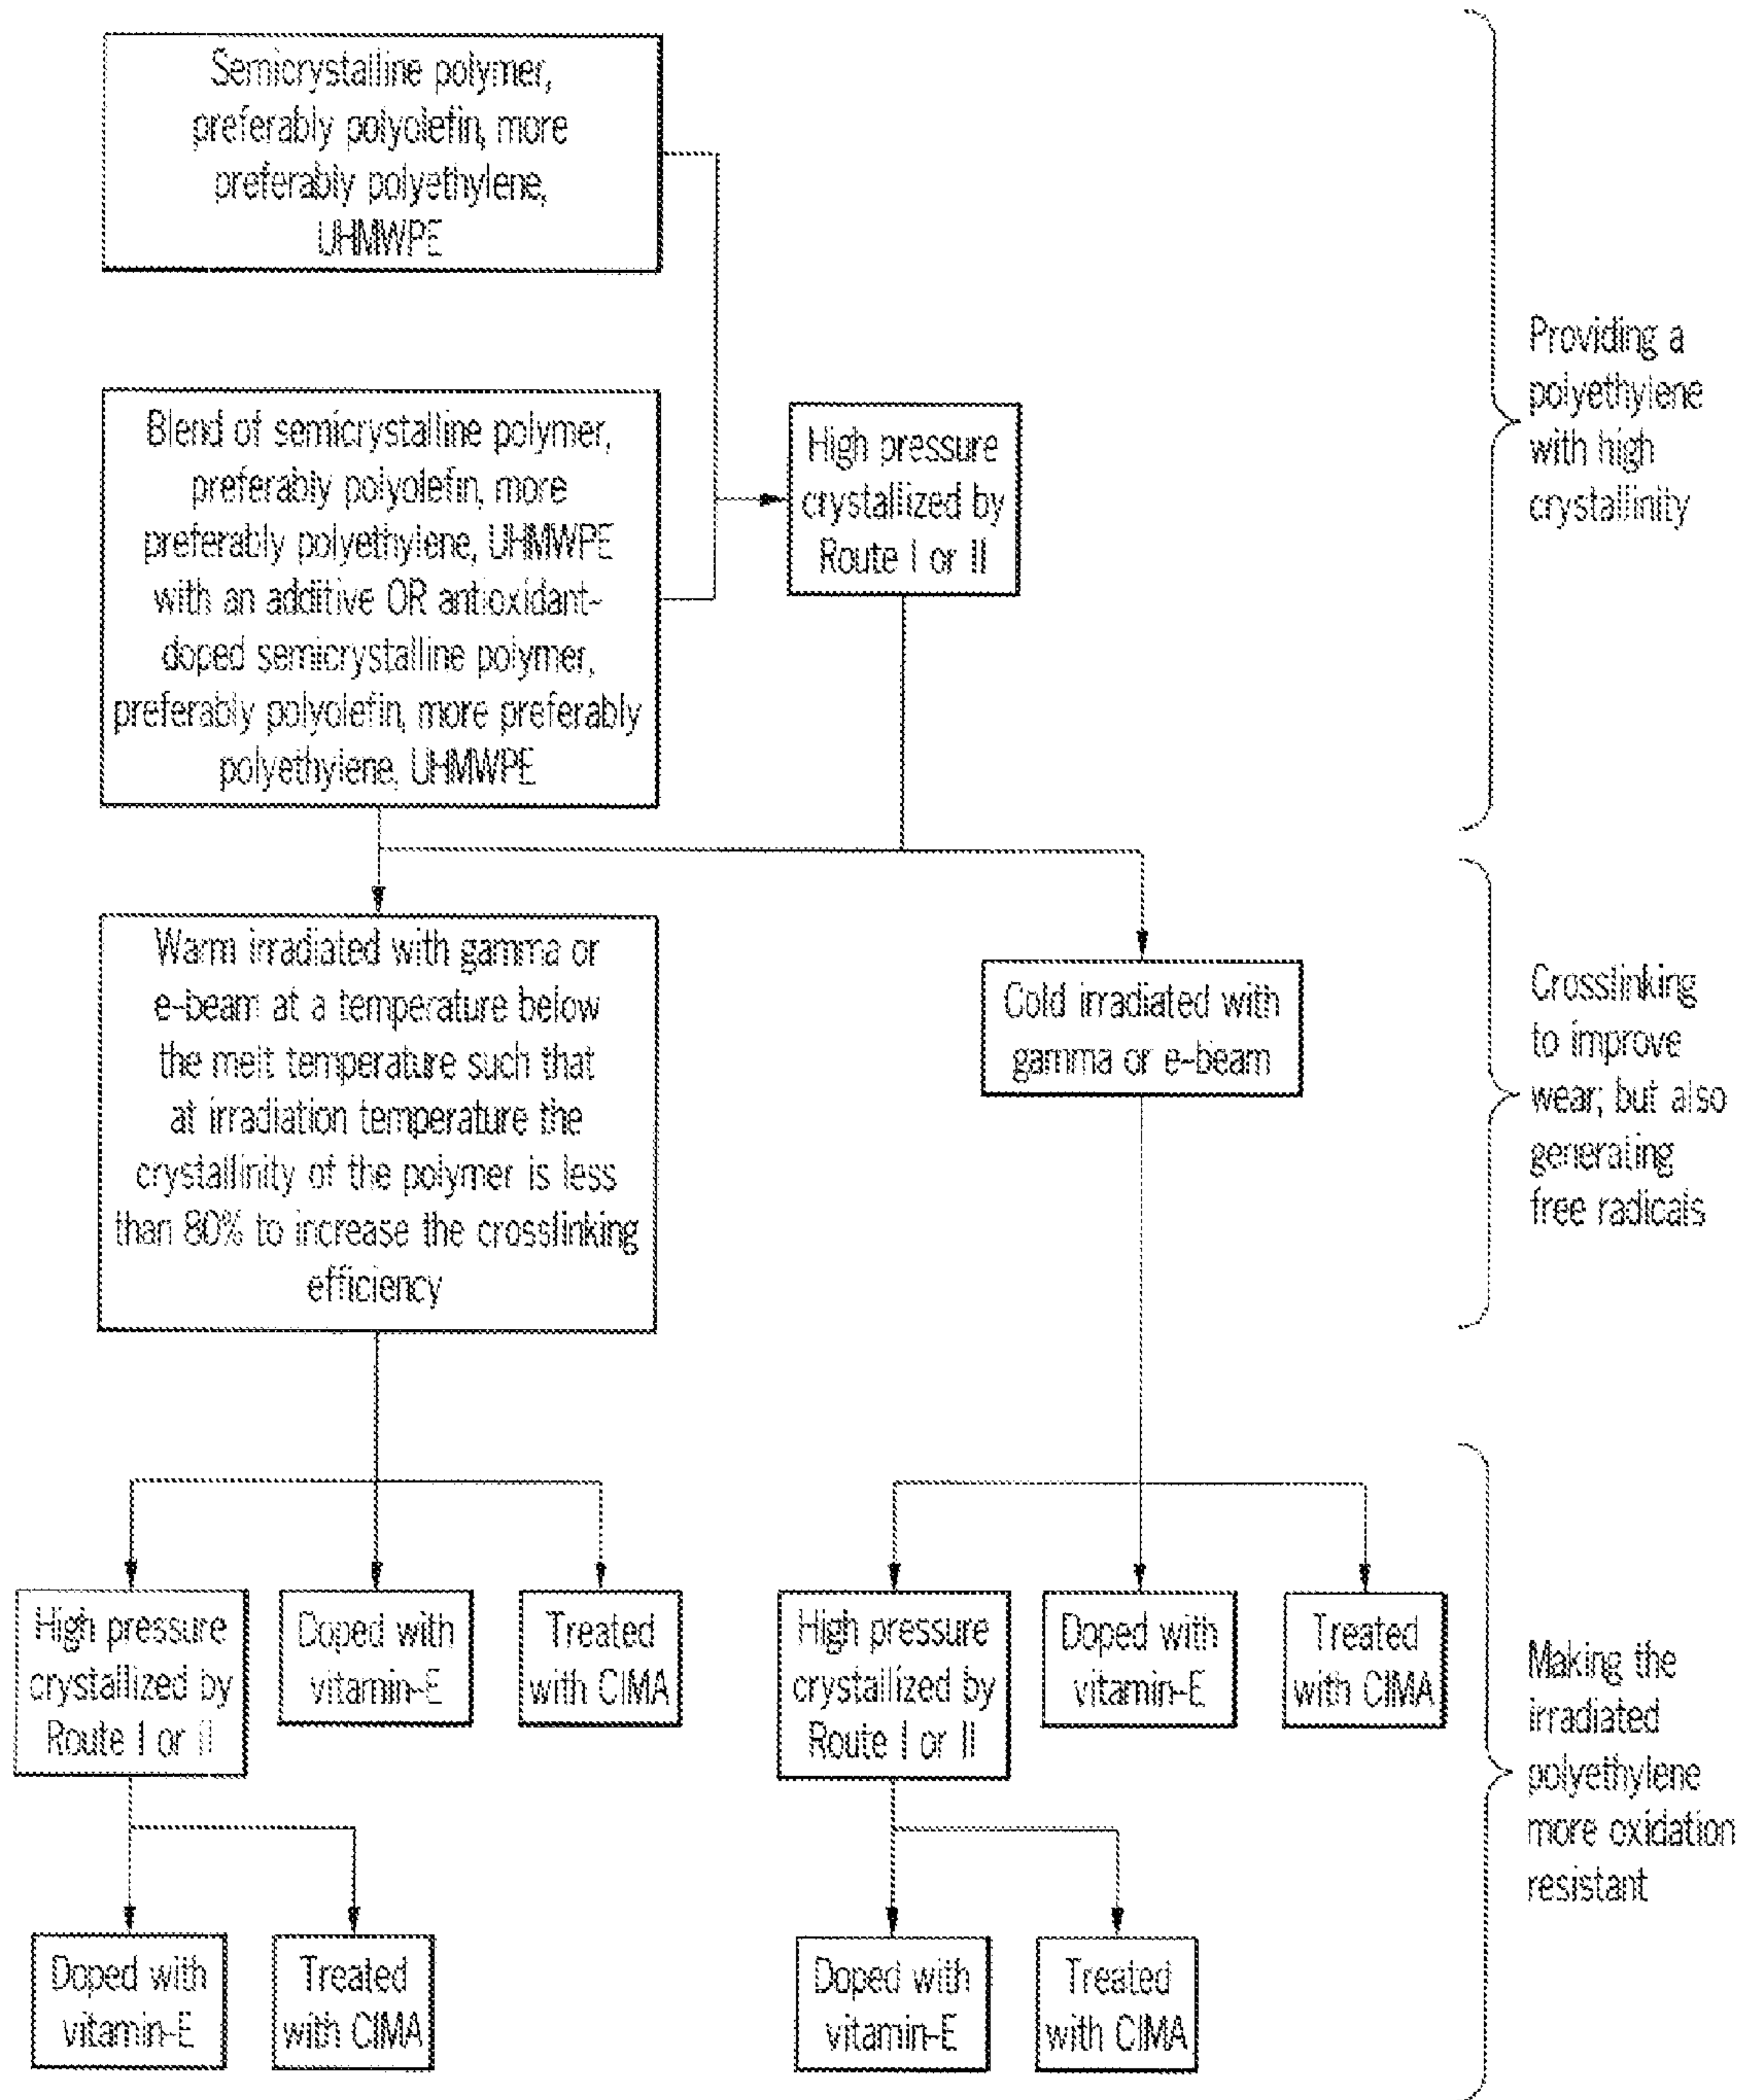 Semicrystalline polymer,
preferably polyolefin, more
preferably polyethylene,
UHMWPE
Blend of semicrystalline polymer,
preferably polyolefin, more
preferably polyethylene, UHMWPE
with an additive OR antioxidant-
doped semicrystalline polymer,
preferably polyolefin, more preferably
polyethylene, UHMWPE
High pressure
crystallized by
Route I or II
Providing a
polyethylene
with high
crystallinity
Warm irradiated with gamma or
e-beam at a temperature below
the melt temperature such that
at irradiation temperature the
crystallinity of the polymer is less
than 80% to increase the crosslinking
efficiency
Cold irradiated with
gamma or e-beam
Crosslinking
to improve
wear; but also
generating
free radicals
High pressure
crystallized by
Route I or II
Doped with
vitamin-E
Treated
with CIMA
High pressure
crystallized by
Route I or II
Doped with
vitamin-E
Treated
with CIMA
Making the
irradiated
polyethylene
more oxidation
resistant
Doped with
vitamin-E
Treated
with CIMA
Doped with
vitamin-E
Treated
with CIMA